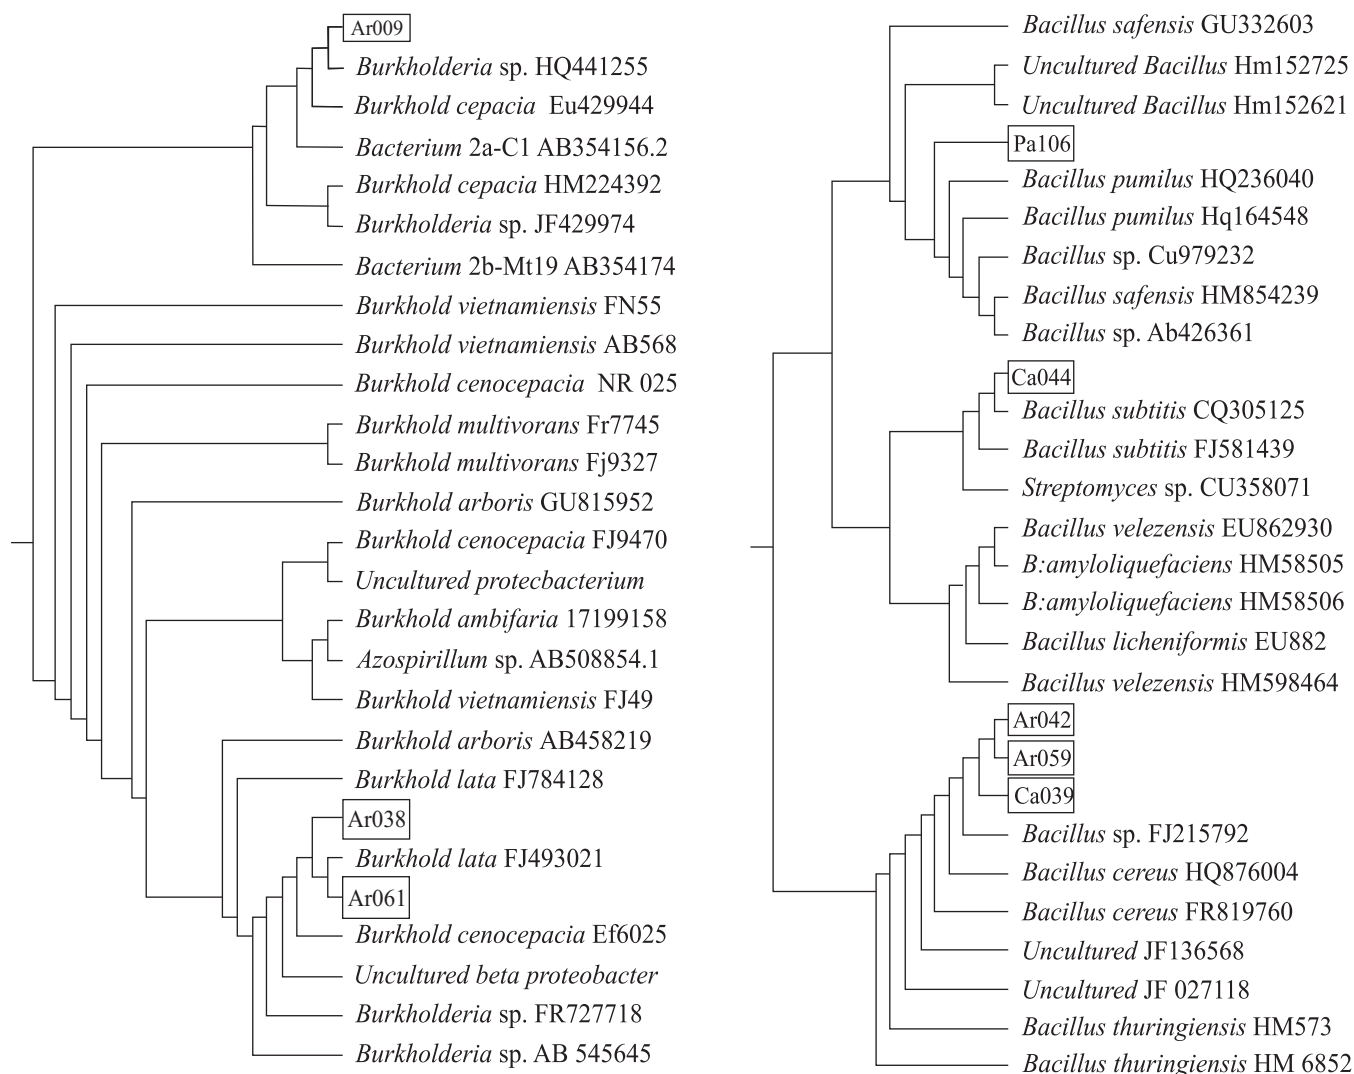 Ar009
Burkholderia sp. HQ441255
Burkhold cepacia Eu429944
Bacterium 2a-C1 AB354156.2
Burkhold cepacia HM224392
Burkholderia sp. JF429974
Bacterium 2b-Mt19 AB354174
Burkhold vietnamiensis FN55
Burkhold vietnamiensis AB568
Burkhold cenocepacia NR 025
Burkhold multivorans Fr7745
Burkhold multivorans Fj9327
Burkhold arboris GU815952
Burkhold cenocepacia FJ9470
Uncultured protecbacterium
Burkhold ambifaria 17199158
Azospirillum sp. AB508854.1
Burkhold vietnamiensis FJ49
Burkhold arboris AB458219
Burkhold lata FJ784128
Ar038
Burkhold lata FJ493021
Ar061
Burkhold cenocepacia Ef6025
Uncultured beta proteobacter
Burkholderia sp. FR727718
Burkholderia sp. AB 545645
Bacillus safensis GU332603
Uncultured Bacillus Hm152725
Uncultured Bacillus Hm152621
Pa106
Bacillus pumilus HQ236040
Bacillus pumilus Hq164548
Bacillus sp. Cu979232
Bacillus safensis HM854239
Bacillus sp. Ab426361
Ca044
Bacillus subtitis CQ305125
Bacillus subtitis FJ581439
Streptomyces sp. CU358071
Bacillus velezensis EU862930
B:amyloliquefaciens HM58505
B:amyloliquefaciens HM58506
Bacillus licheniformis EU882
Bacillus velezensis HM598464
Ar042
Ar059
Ca039
Bacillus sp. FJ215792
Bacillus cereus HQ876004
Bacillus cereus FR819760
Uncultured JF136568
Uncultured JF 027118
Bacillus thuringiensis HM573
Bacillus thuringiensis HM 6852